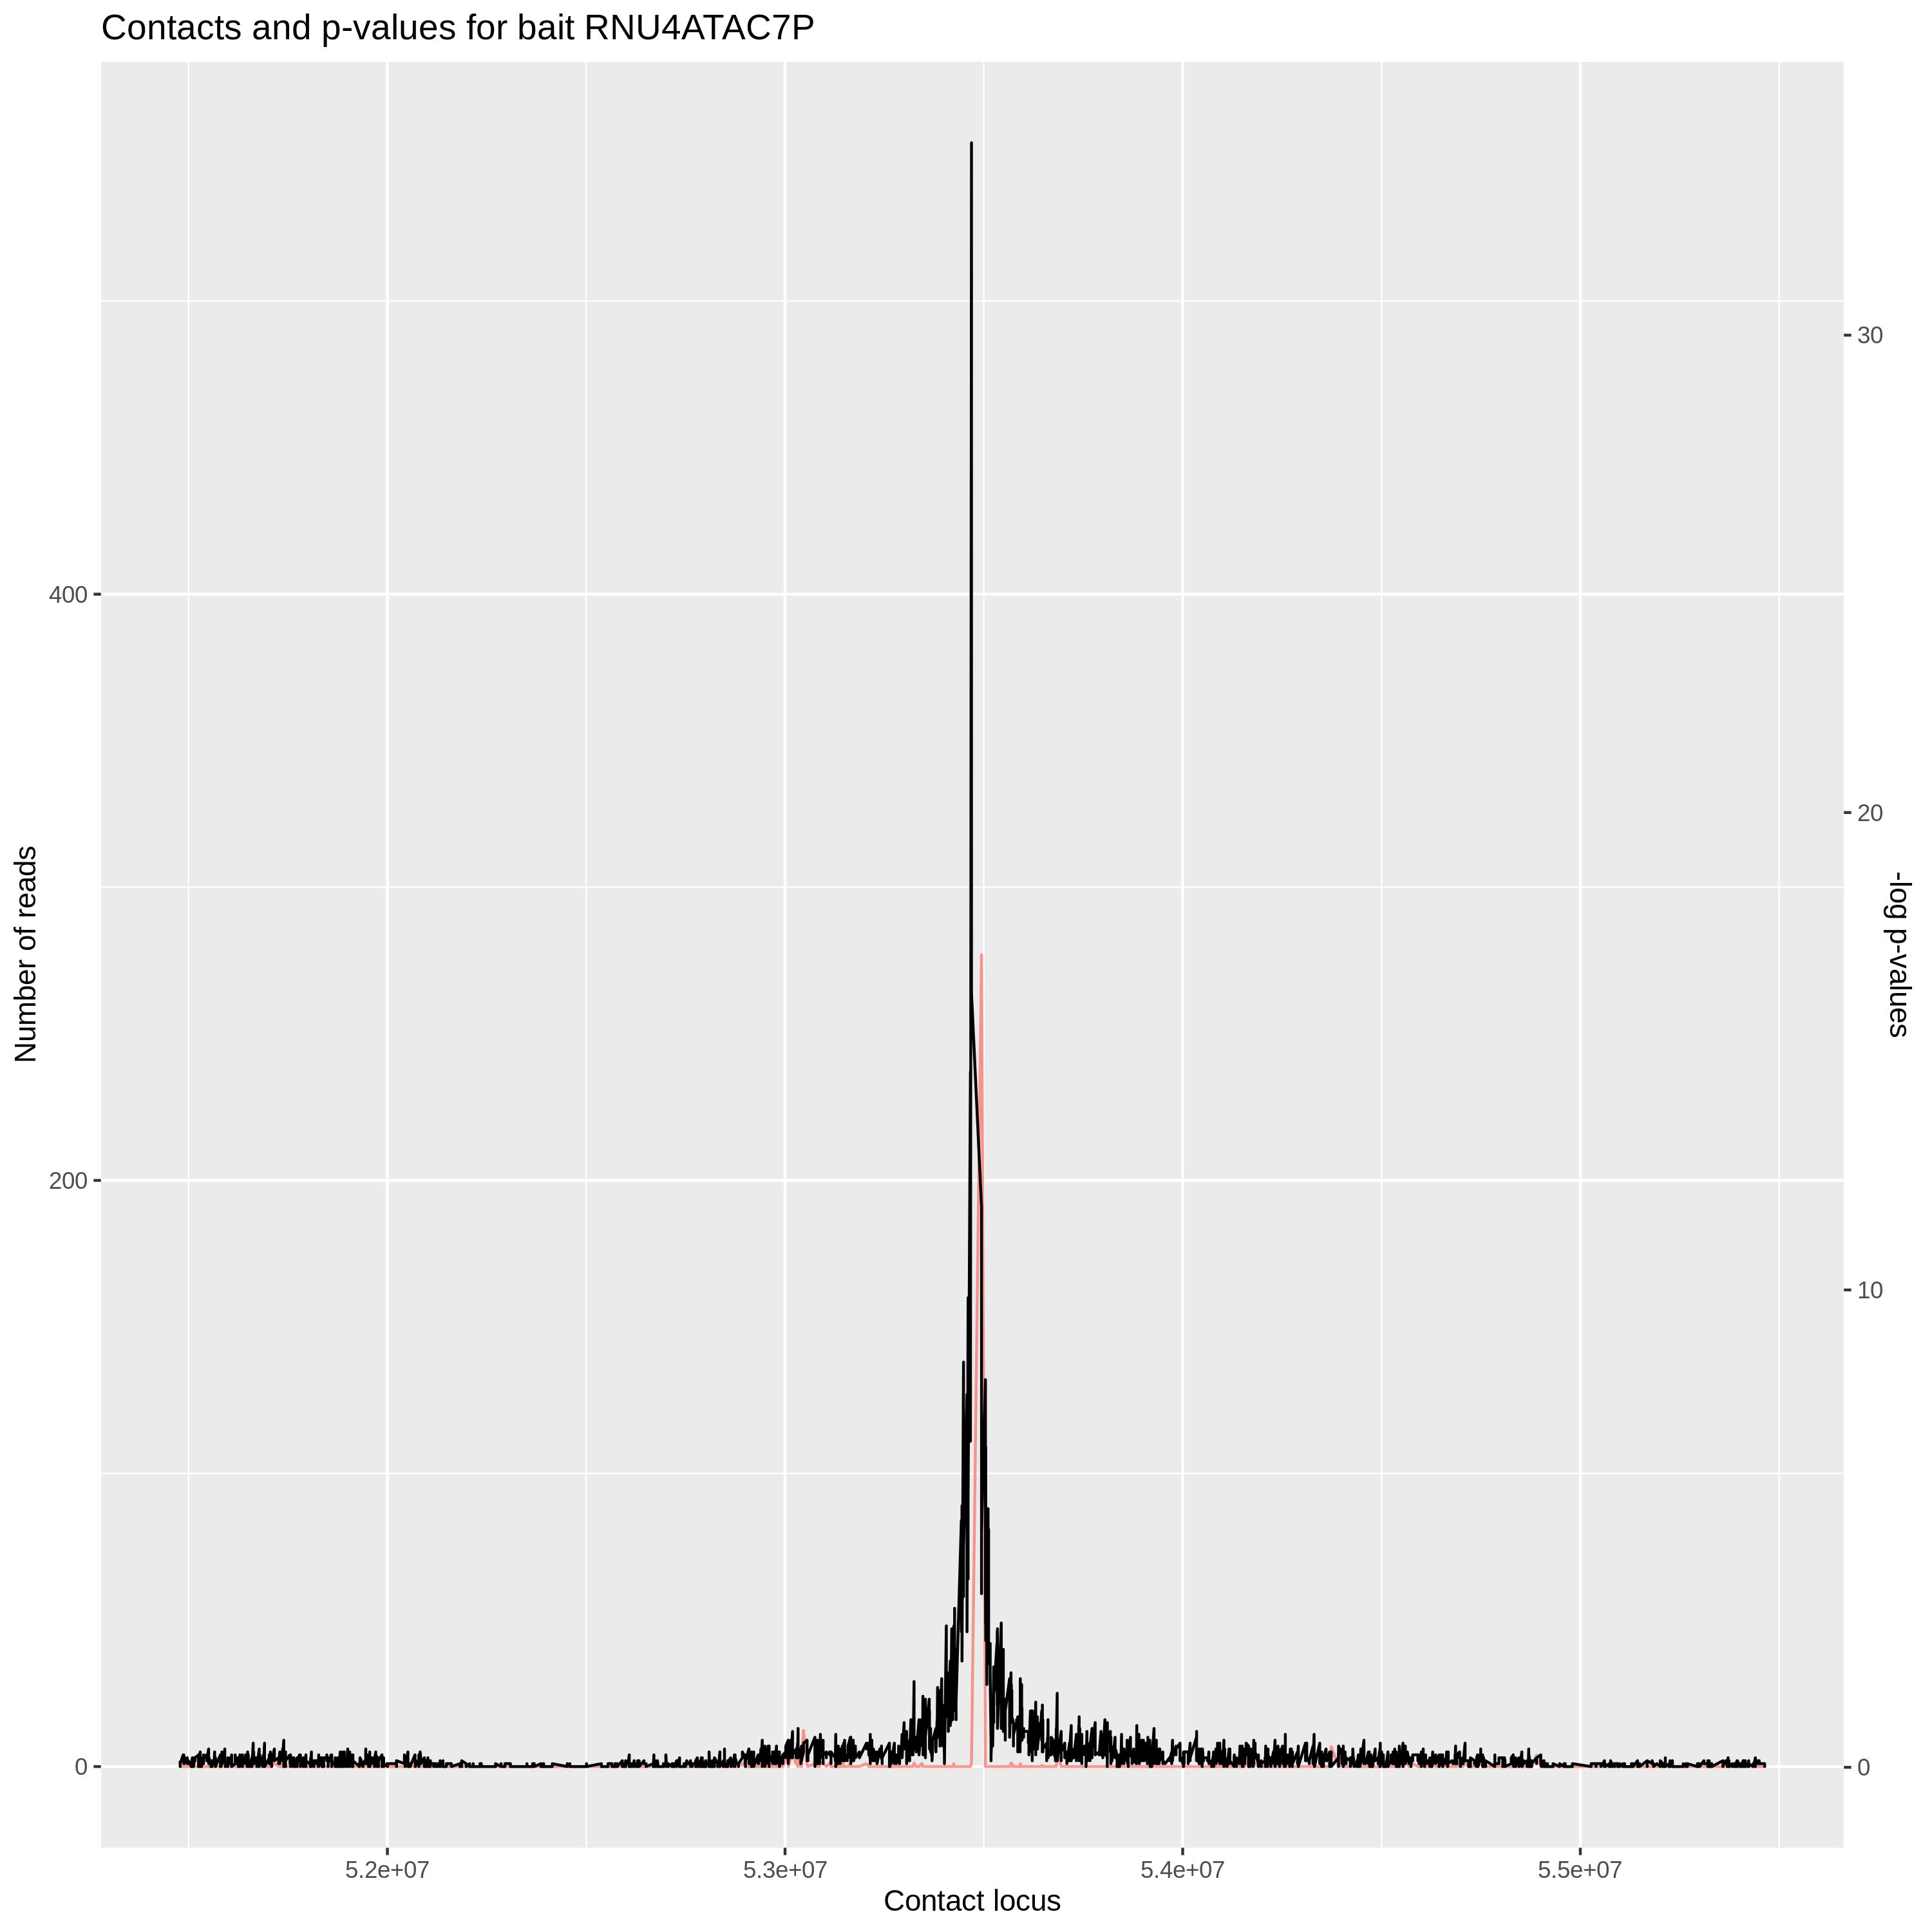 Contacts and p-values for bait RNU4ATAC7P
Number of reads
400
200
0
30
20
10
0
-log p-values
5.2e+07
5.3e+07
5.4e+07
5.5e+07
Contact locus